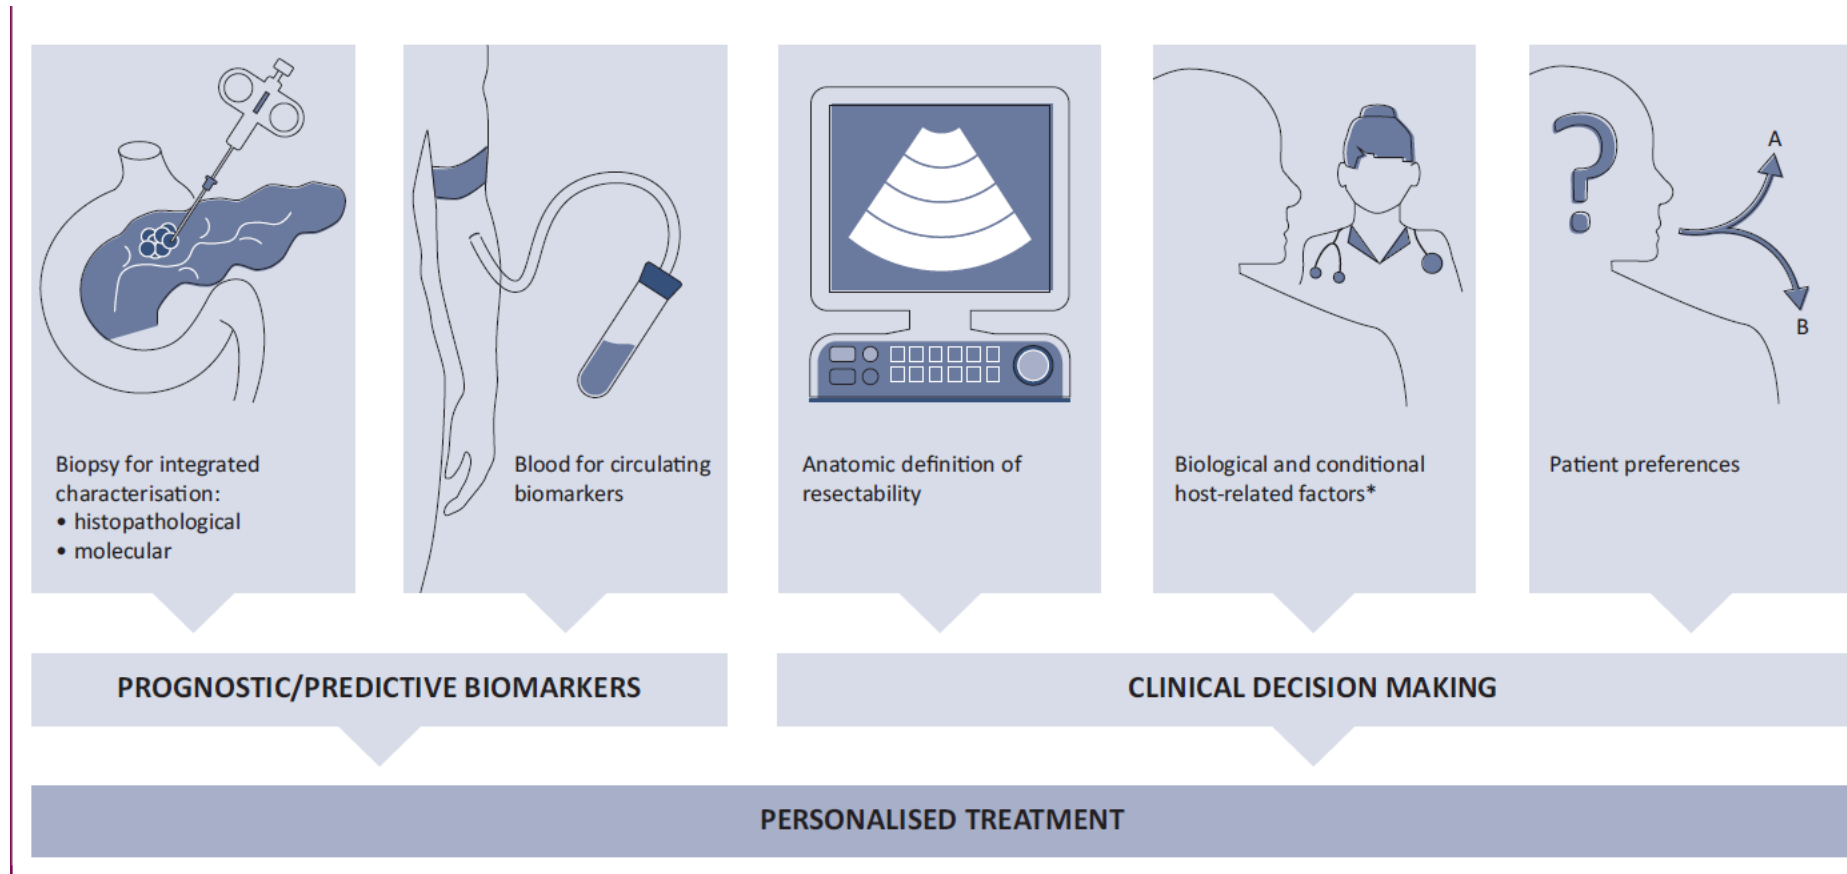 A
B
Biopsy for integrated
characterisation:
• histopathological
• molecular
Blood for circulating
biomarkers
Anatomic definition of
resectability
Biological and conditional
host-related factors*
Patient preferences
PROGNOSTIC/PREDICTIVE BIOMARKERS
CLINICAL DECISION MAKING
PERSONALISED TREATMENT